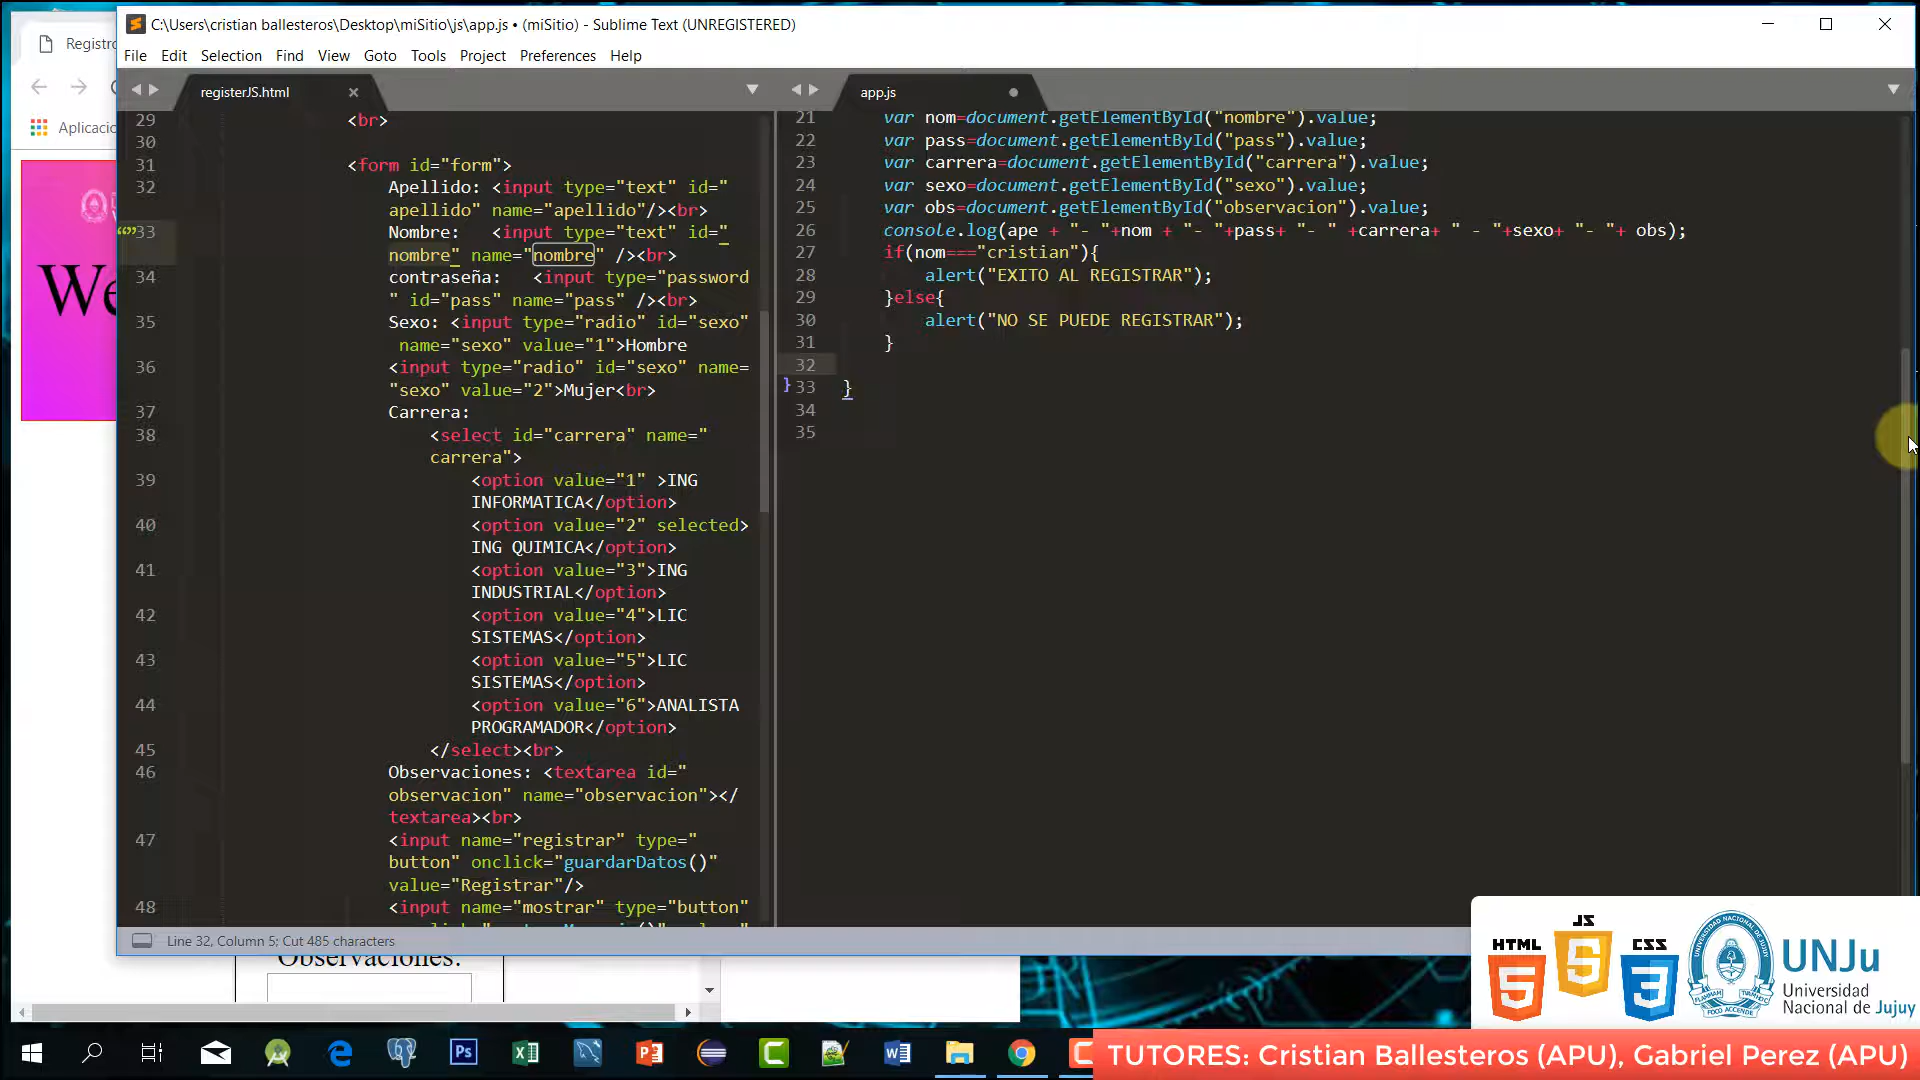 C:\Users\cristian ballesteros\Desktop\miSitio\js\app.js • (miSitio) - Sublime Text (UNREGISTERED)
File Edit Selection Find View Goto Tools Project Preferences Help
Registro
Aplicacio
We
registerJS.html
29 <br>
30
31 <form id="form">
32 Apellido: <input type="text" id="
apellido" name="apellido"/><br>
33 Nombre: <input type="text" id="
nombre" name="nombre" /><br>
34 contraseña: <input type="password
" id="pass" name="pass" /><br>
35 Sexo: <input type="radio" id="sexo"
name="sexo" value="1">Hombre
36 <input type="radio" id="sexo" name=
"sexo" value="2">Mujer<br>
37 Carrera:
38 <select id="carrera" name="
carrera">
39 <option value="1" >ING
INFORMATICA</option>
40 <option value="2" selected>
ING QUIMICA</option>
41 <option value="3">ING
INDUSTRIAL</option>
42 <option value="4">LIC
SISTEMAS</option>
43 <option value="5">LIC
SISTEMAS</option>
44 <option value="6">ANALISTA
PROGRAMADOR</option>
45 </select><br>
46 Observaciones: <textarea id="
observacion" name="observacion"></
textarea><br>
47 <input name="registrar" type="
button" onclick="guardarDatos()"
value="Registrar"/>
48 <input name="mostrar" type="button"
app.js
21 var nom=document.getElementById("nombre").value;
22 var pass=document.getElementById("pass").value;
23 var carrera=document.getElementById("carrera").value;
24 var sexo=document.getElementById("sexo").value;
25 var obs=document.getElementById("observacion").value;
26 console.log(ape + "- "+nom + "- "+pass+ "- " +carrera+ " - "+sexo+ "- "+ obs);
27 if(nom==="cristian"){
28 alert("EXITO AL REGISTRAR");
29 }else{
30 alert("NO SE PUEDE REGISTRAR");
31 }
32
33 }
34
35
Line 32, Column 5; Cut 485 characters
Observaciones:
HTML JS CSS
5 5 3
UNJu
Universidad
Nacional de Jujuy
TUTORES: Cristian Ballesteros (APU), Gabriel Perez (APU)